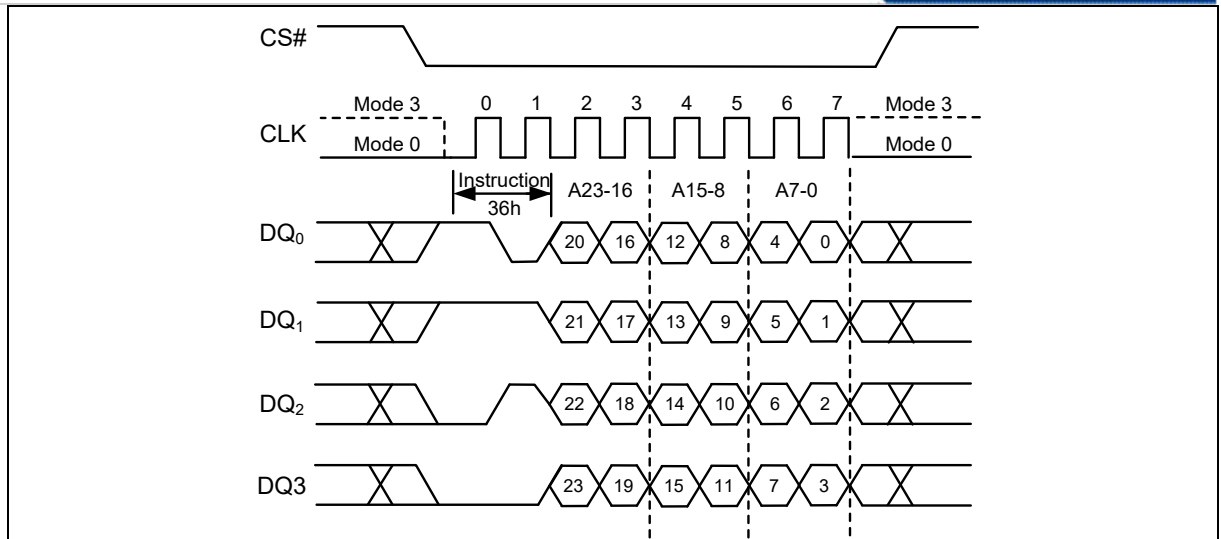 CS#
Mode 3 0 1 2 3 4 5 6 7 Mode 3
CLK
Mode 0 Mode 0
Instruction A23-16 A15-8 A7-0
36h
DQ₀ 20 16 12 8 4 0
DQ₁ 21 17 13 9 5 1
DQ₂ 22 18 14 10 6 2
DQ3 23 19 15 11 7 3